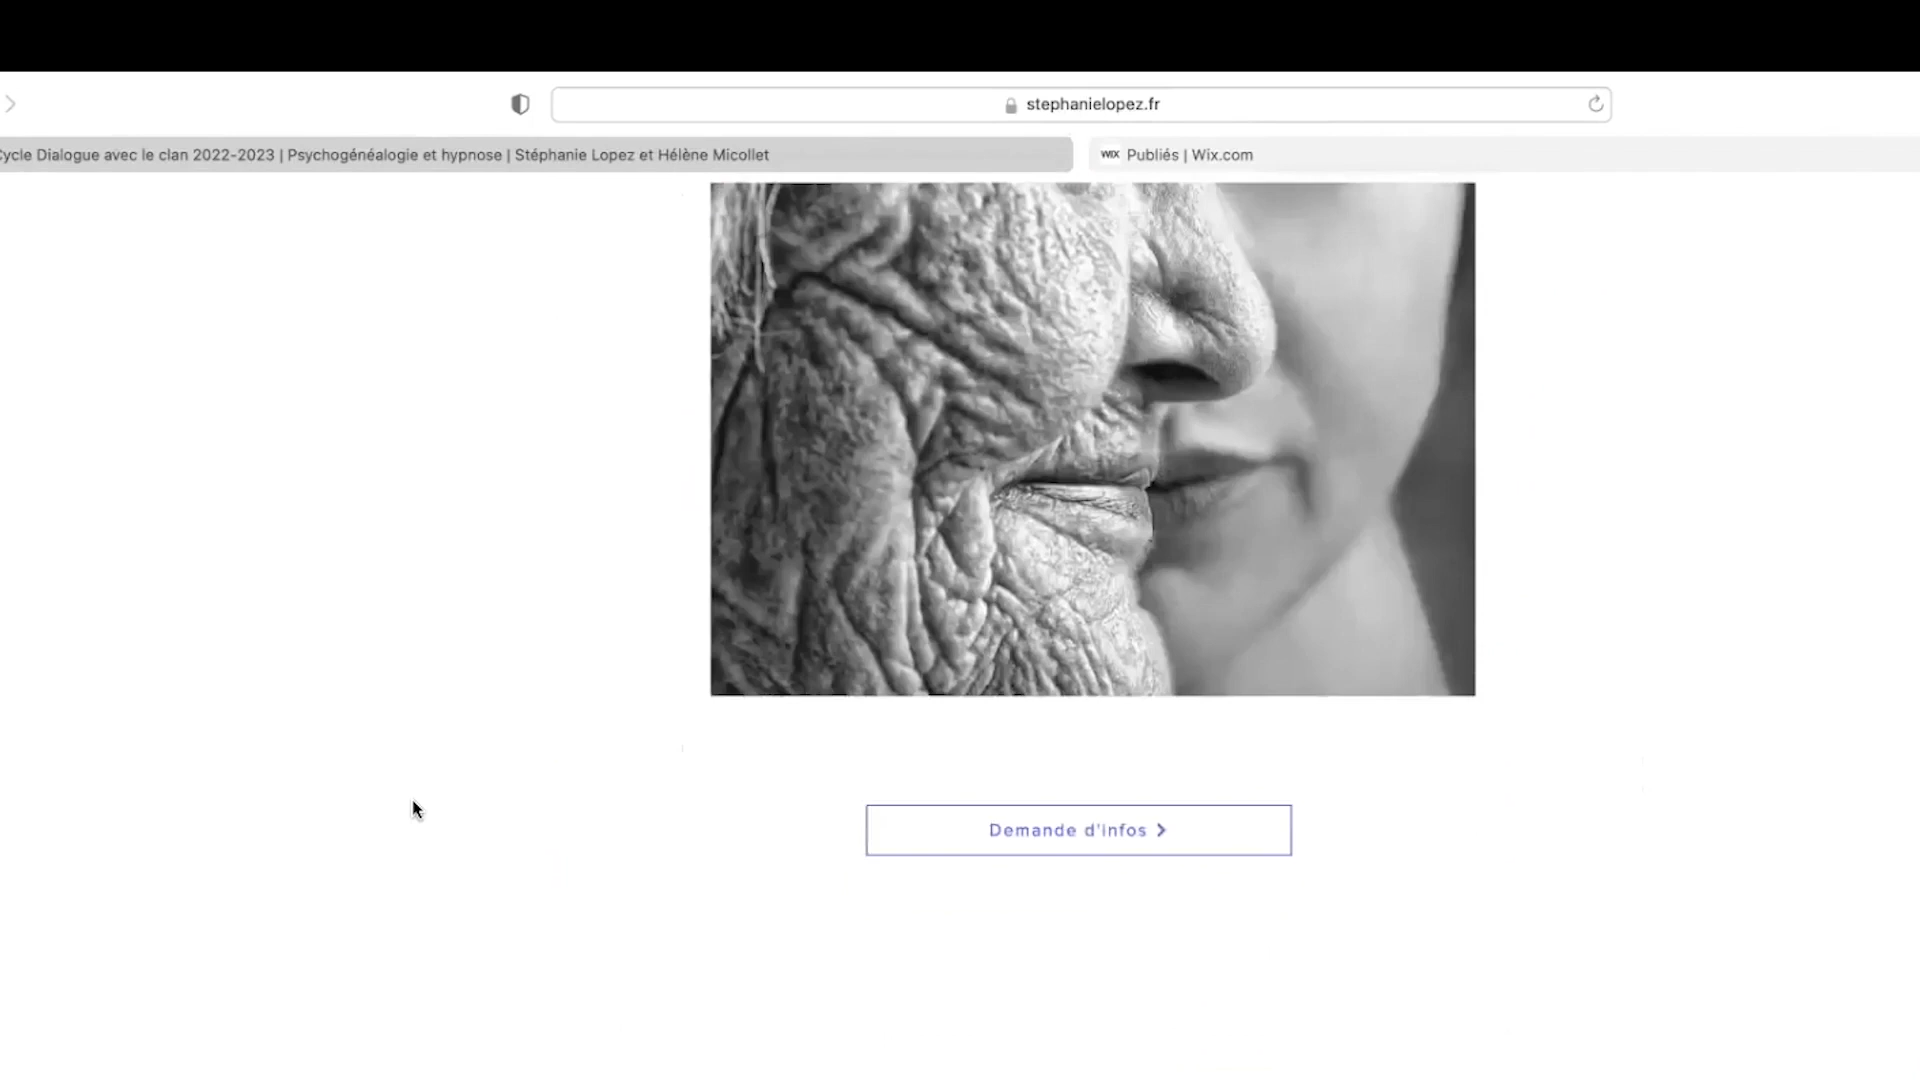 stephanielopez.fr
Cycle Dialogue avec le clan 2022-2023 | Psychogénéalogie et hypnose | Stéphanie Lopez et Hélène Micollet
WIX Publiés | Wix.com
Demande d'infos >